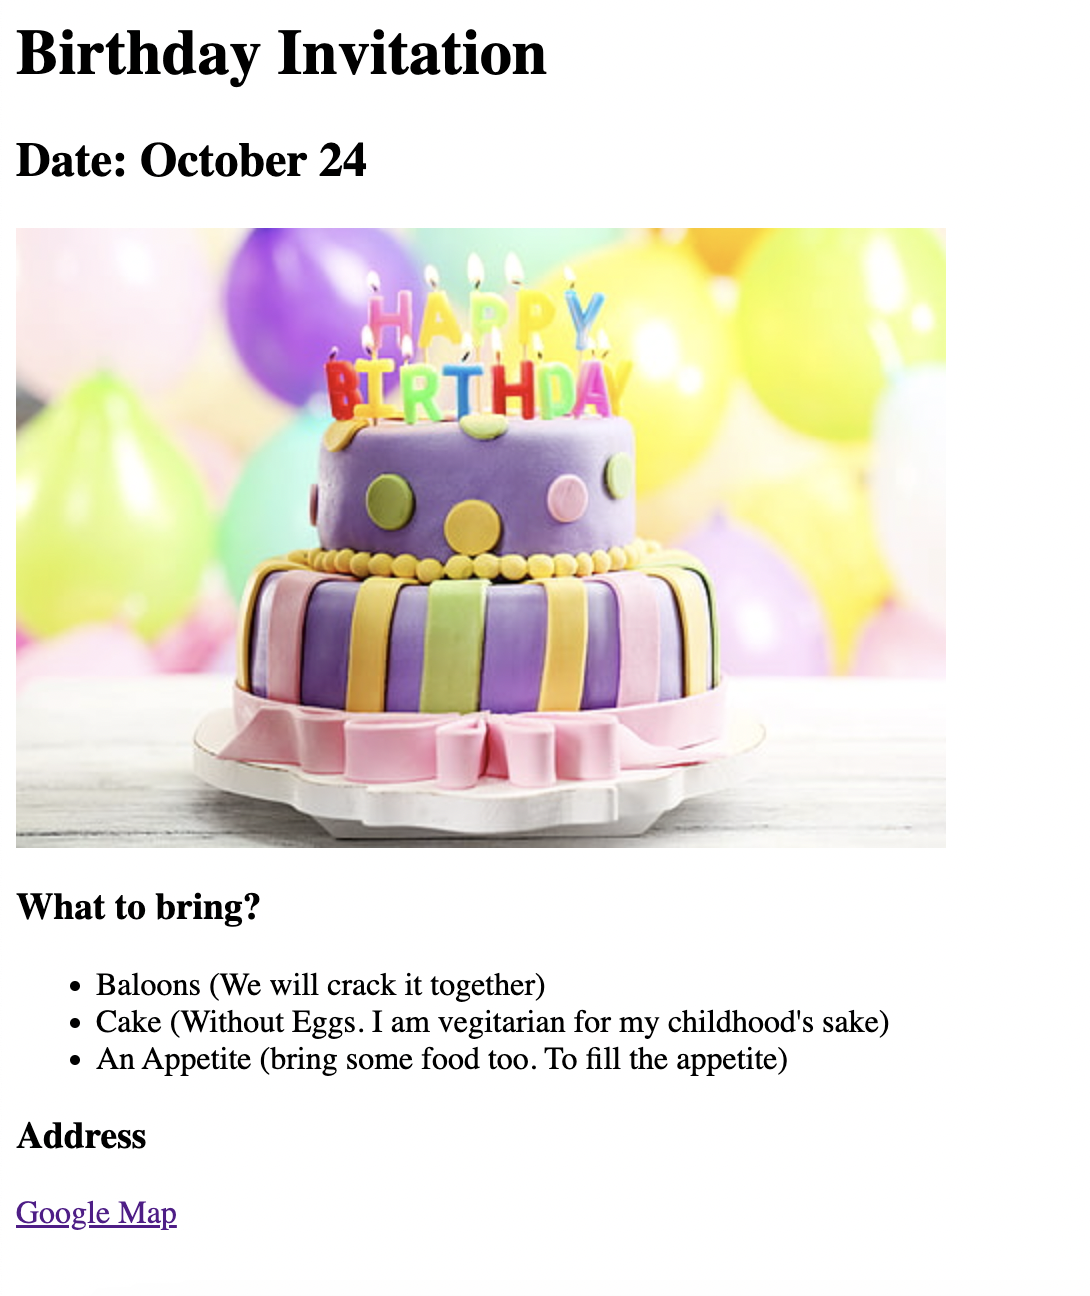 Birthday Invitation
Date: October 24
HAPPY
BIRTHDAY
What to bring?
Baloons (We will crack it together)
Cake (Without Eggs. I am vegitarian for my childhood's sake)
An Appetite (bring some food too. To fill the appetite)
Address
Google Map